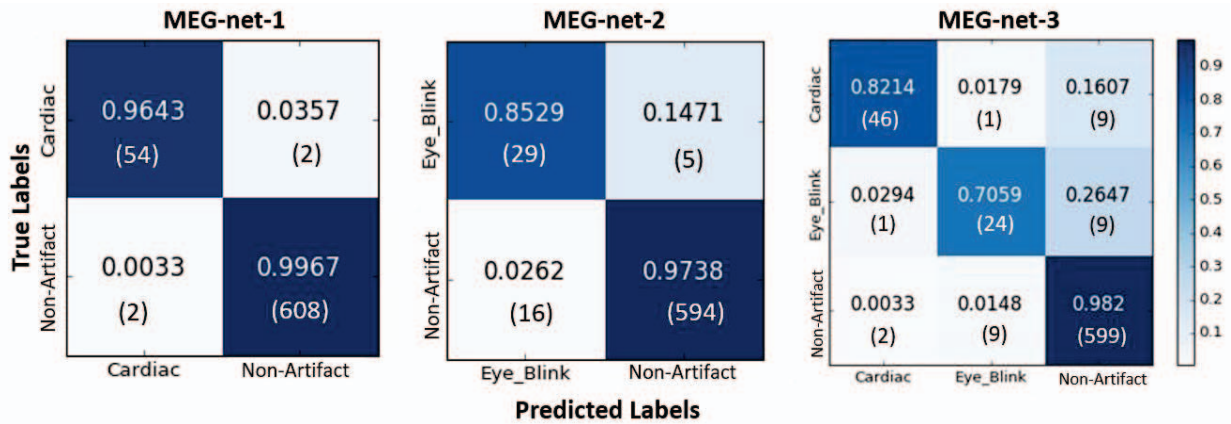 MEG-net-1
MEG-net-2
MEG-net-3
True Labels
Cardiac
0.9643
(54)
0.0357
(2)
Non-Artifact
0.0033
(2)
0.9967
(608)
Cardiac
Non-Artifact
Eye_Blink
0.8529
(29)
0.1471
(5)
Non-Artifact
0.0262
(16)
0.9738
(594)
Eye_Blink
Non-Artifact
Cardiac
0.8214
(46)
0.0179
(1)
0.1607
(9)
Eye_Blink
0.0294
(1)
0.7059
(24)
0.2647
(9)
Non-Artifact
0.0033
(2)
0.0148
(9)
0.982
(599)
Cardiac
Eye_Blink
Non-Artifact
0.9
0.8
0.7
0.6
0.5
0.4
0.3
0.2
0.1
Predicted Labels